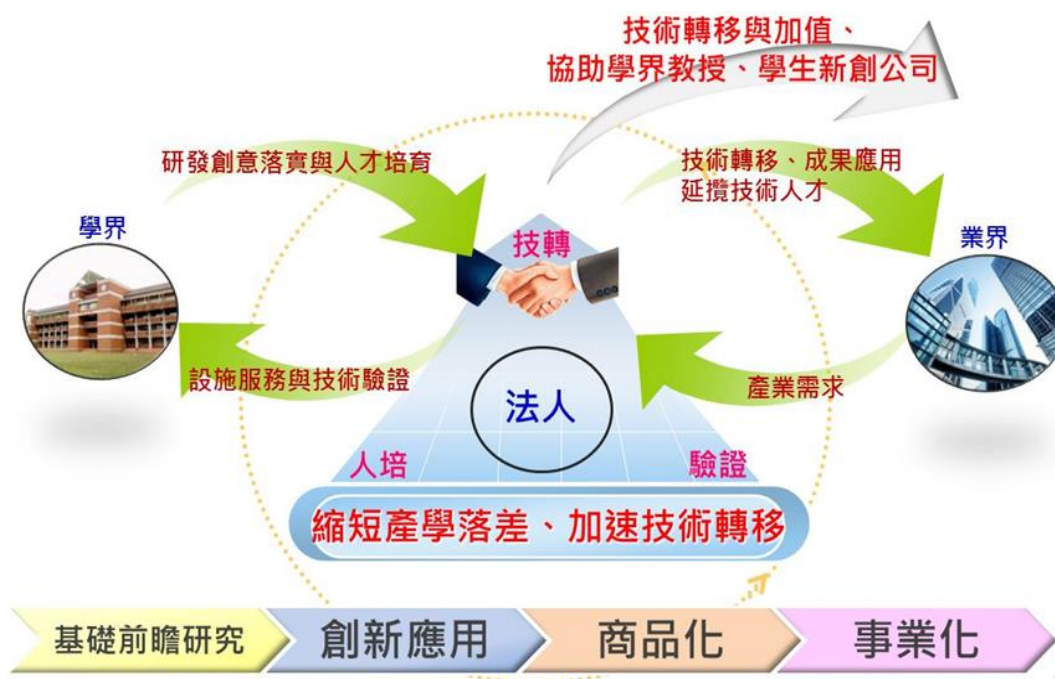 技術轉移與加值、
協助學界教授、學生新創公司
研發創意落實與人才培育
技術轉移、成果應用
延攬技術人才
學界
技轉
業界
設施服務與技術驗證
產業需求
法人
人培
驗證
縮短產學落差、加速技術轉移
基礎前瞻研究
創新應用
商品化
事業化